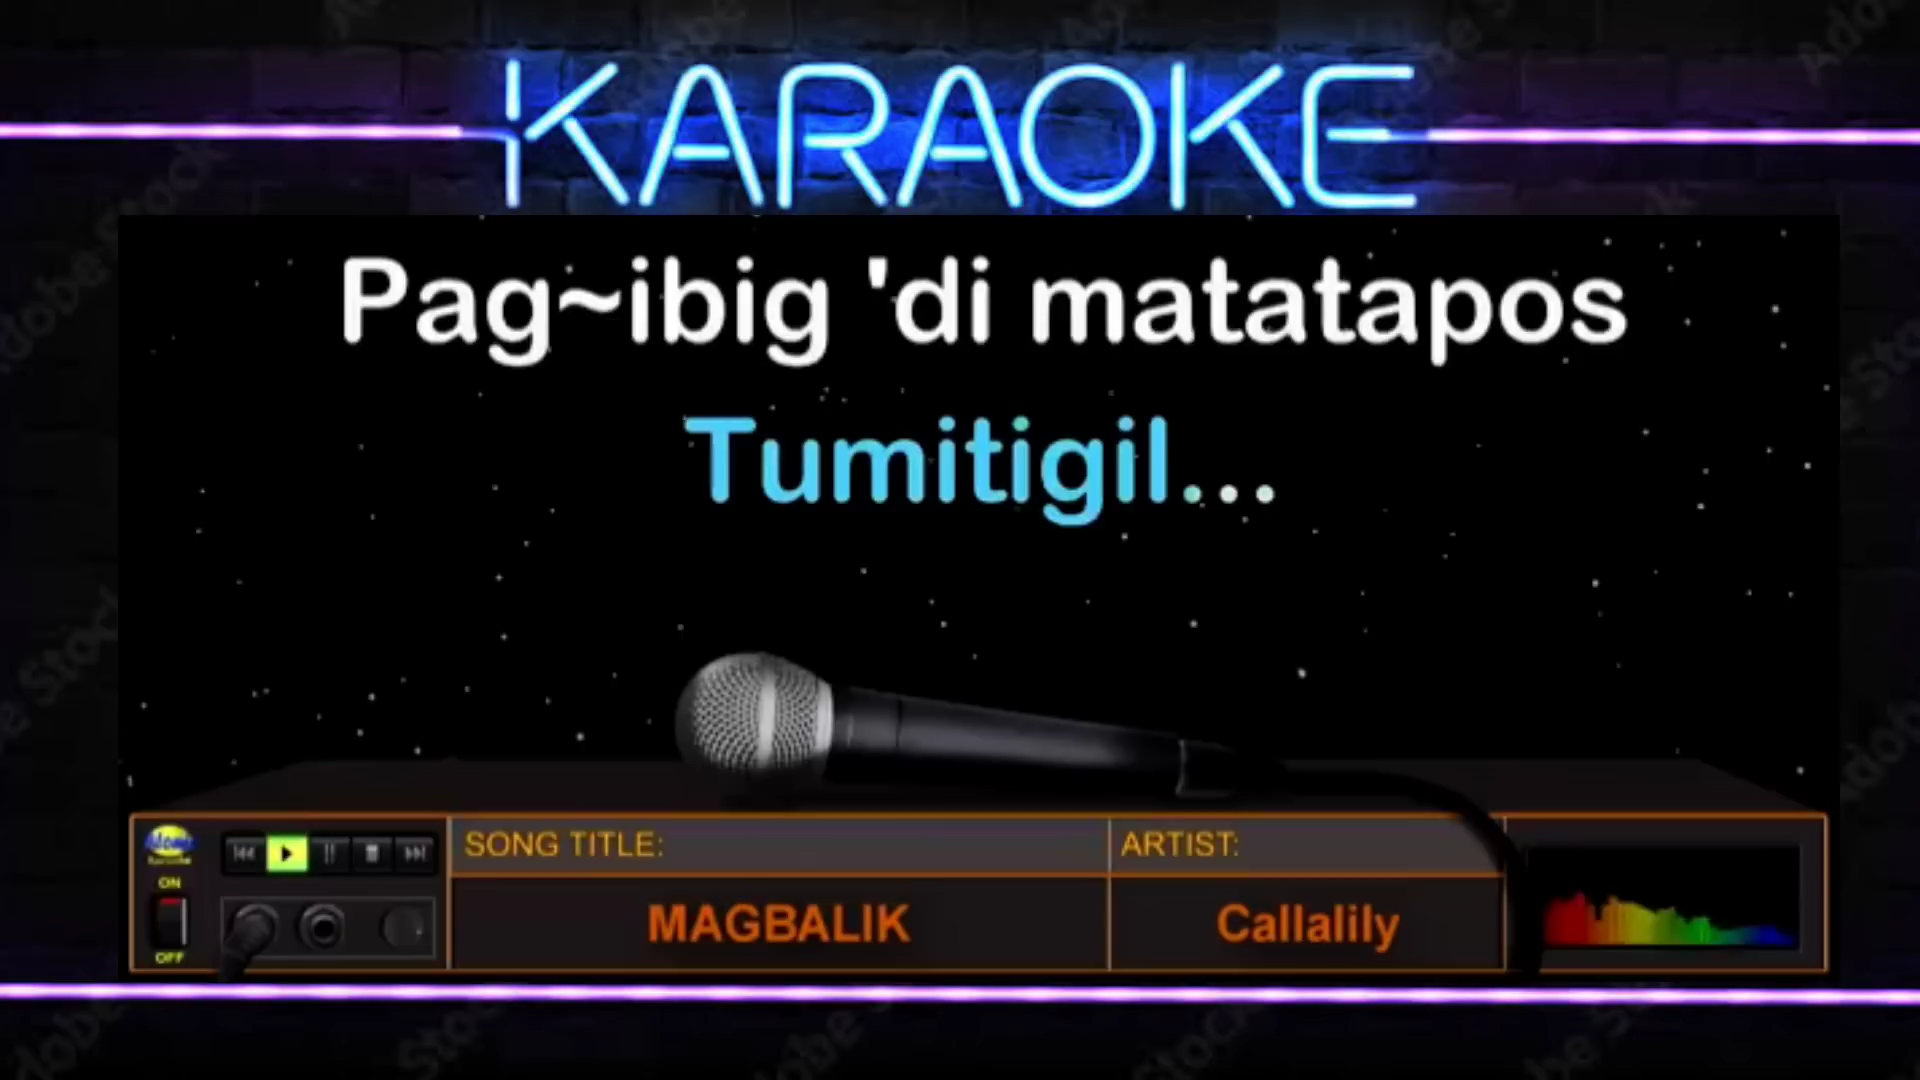 KARAOKE
Pag~ibig 'di matatapos
Tumitigil...
ON
OFF
SONG TITLE:
MAGBALIK
ARTIST:
Callalily